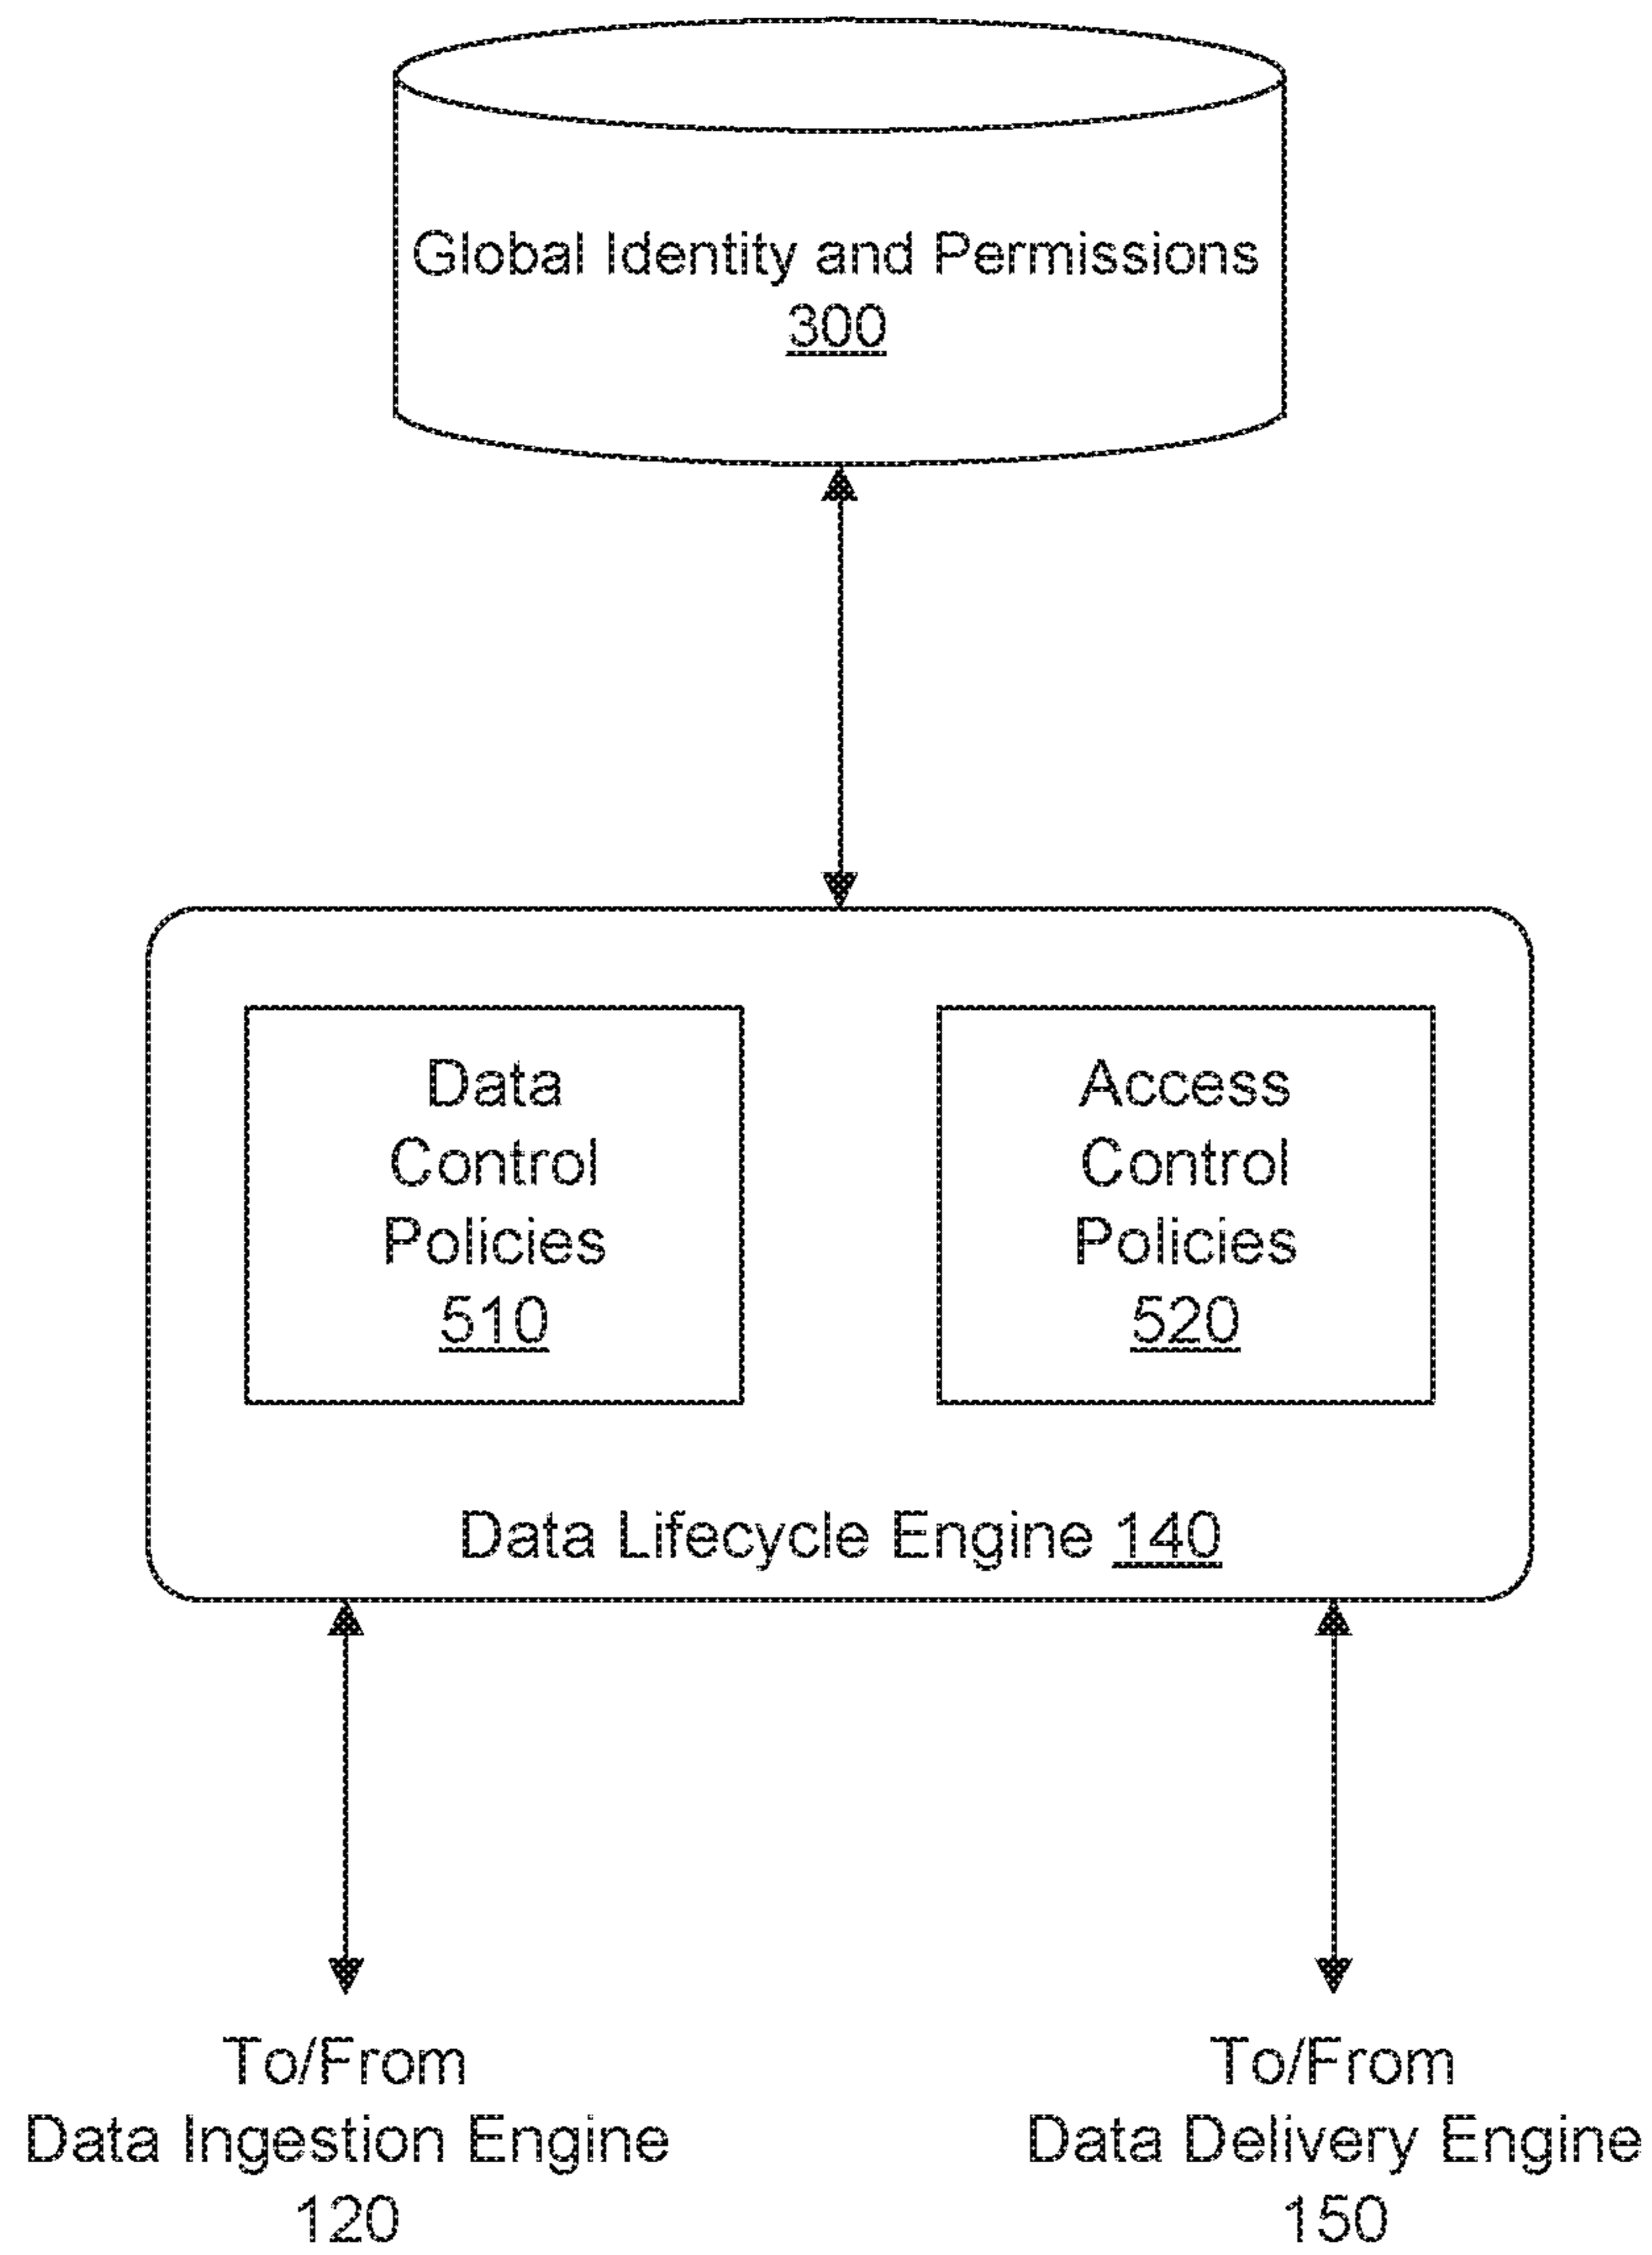 Global Identity and Permissions
300
Data
Control
Policies
510
Access
Control
Policies
520
Data Lifecycle Engine 140
To/From
Data Ingestion Engine
120
To/From
Data Delivery Engine
150